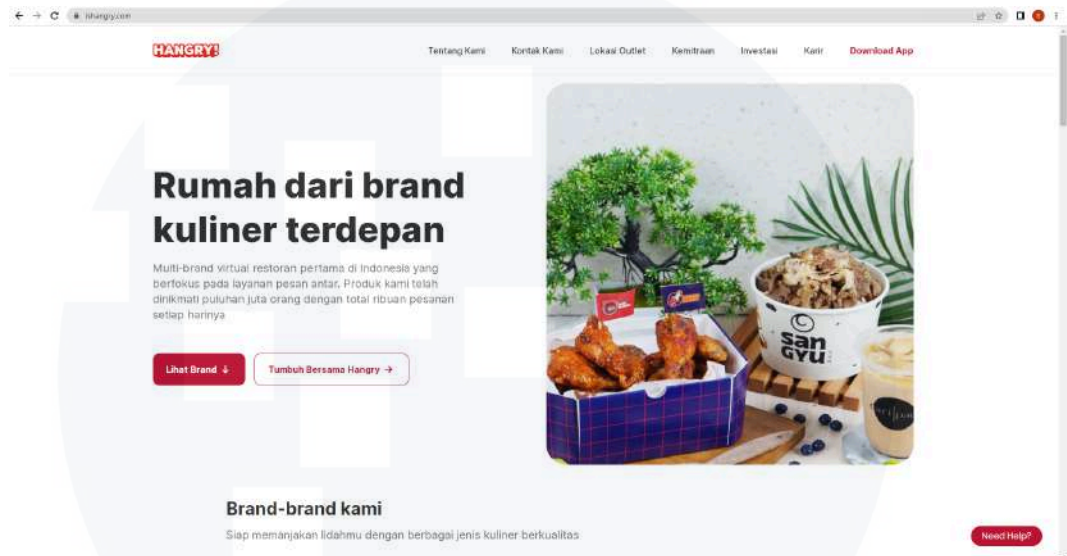 ishangry.com
HANGRY!
Tentang Kami Kontak Kami Lokasi Outlet Kemitraan Investasi Karir Download App
Rumah dari brand
kuliner terdepan
Multi-brand virtual restoran pertama di Indonesia yang
berfokus pada layanan pesan antar. Produk kami telah
dinikmati puluhan juta orang dengan total ribuan pesanan
setiap harinya
Lihat Brand ↓ Tumbuh Bersama Hangry →
San
GYU
Brand-brand kami
Siap memanjakan lidahmu dengan berbagai jenis kuliner berkualitas
Need Help?